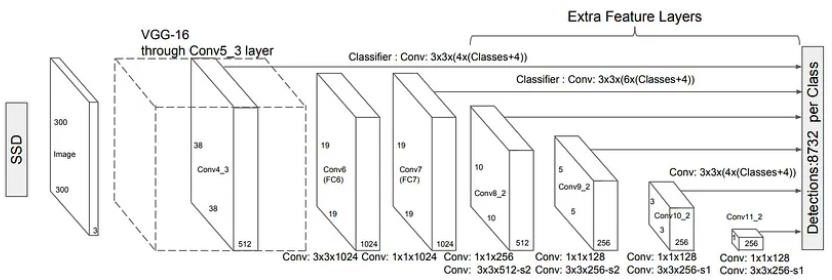 Extra Feature Layers
VGG-16
through Conv5_3 layer
Classifier : Conv: 3x3x(4x(Classes+4))
Classifier : Conv: 3x3x(6x(Classes+4))
SSD
300
Image
300
3
38
Conv4_3
38
512
19
Conv6
(FC6)
19
1024
19
Conv7
(FC7)
19
1024
10
Conv8_2
10
512
5
Conv9_2
5
256
Conv: 3x3x(4x(Classes+4))
3
Conv10_2
3
256
Conv11_2
256
Detections:8732 per Class
Conv: 3x3x1024
Conv: 1x1x1024
Conv: 1x1x256
Conv: 3x3x512-s2
Conv: 1x1x128
Conv: 3x3x256-s2
Conv: 1x1x128
Conv: 3x3x256-s1
Conv: 1x1x128
Conv: 3x3x256-s1